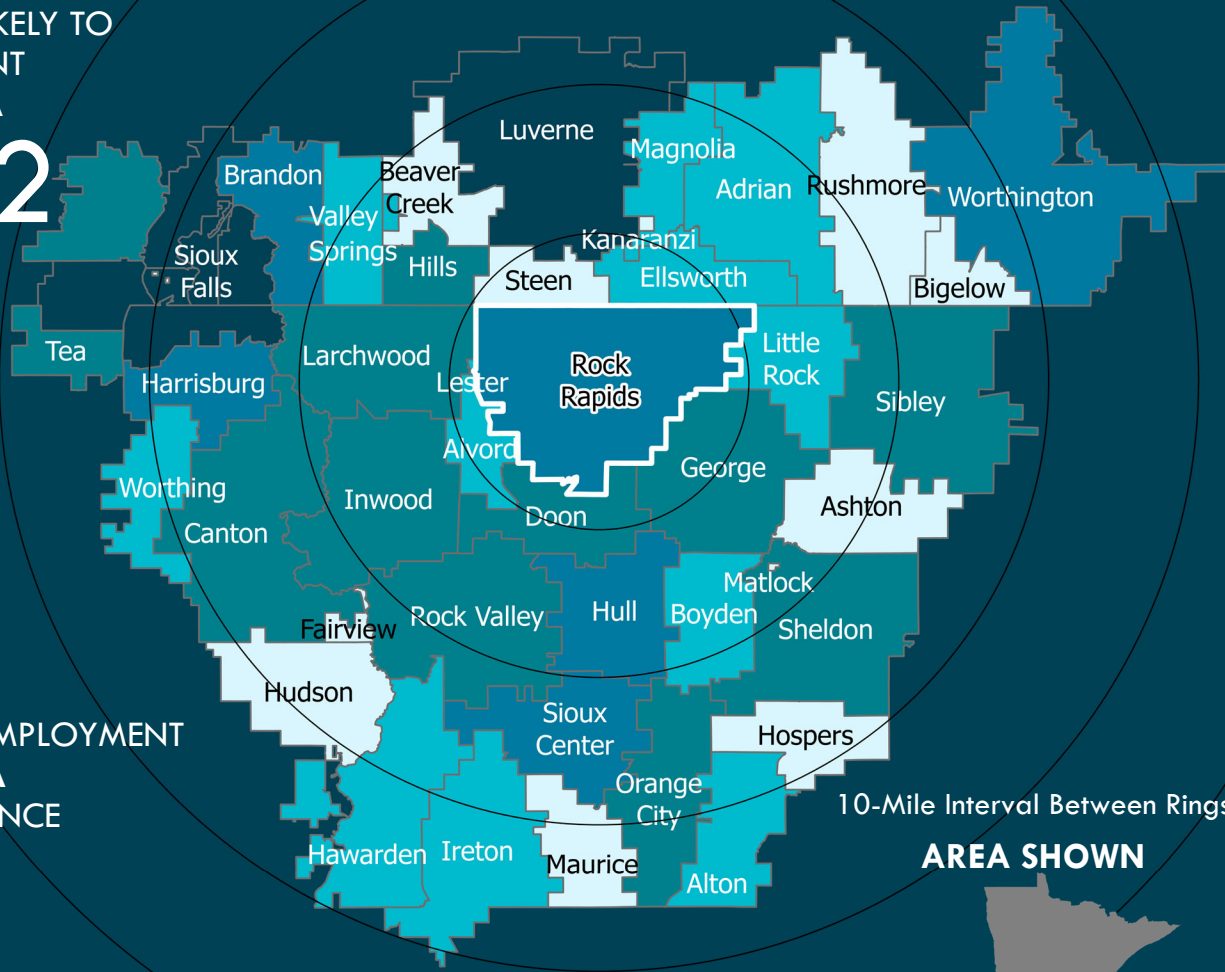 KELY TO
NT
A
2
Luverne
Magnolia
Brandon
Beaver
Creek
Adrian
Rushmore
Worthington
Valley
Springs
Kanaranzi
Sioux
Falls
Hills
Steen
Ellsworth
Bigelow
Tea
Larchwood
Little
Rock
Harrisburg
Lester
Rock
Rapids
Sibley
Alvord
George
Worthing
Inwood
Ashton
Canton
Doon
Matlock
Rock Valley
Hull
Boyden
Sheldon
Fairview
Hudson
Sioux
Center
Hospers
MPLOYMENT
A
NCE
Orange
City
10-Mile Interval Between Rings
Hawarden
Ireton
Maurice
Alton
AREA SHOWN